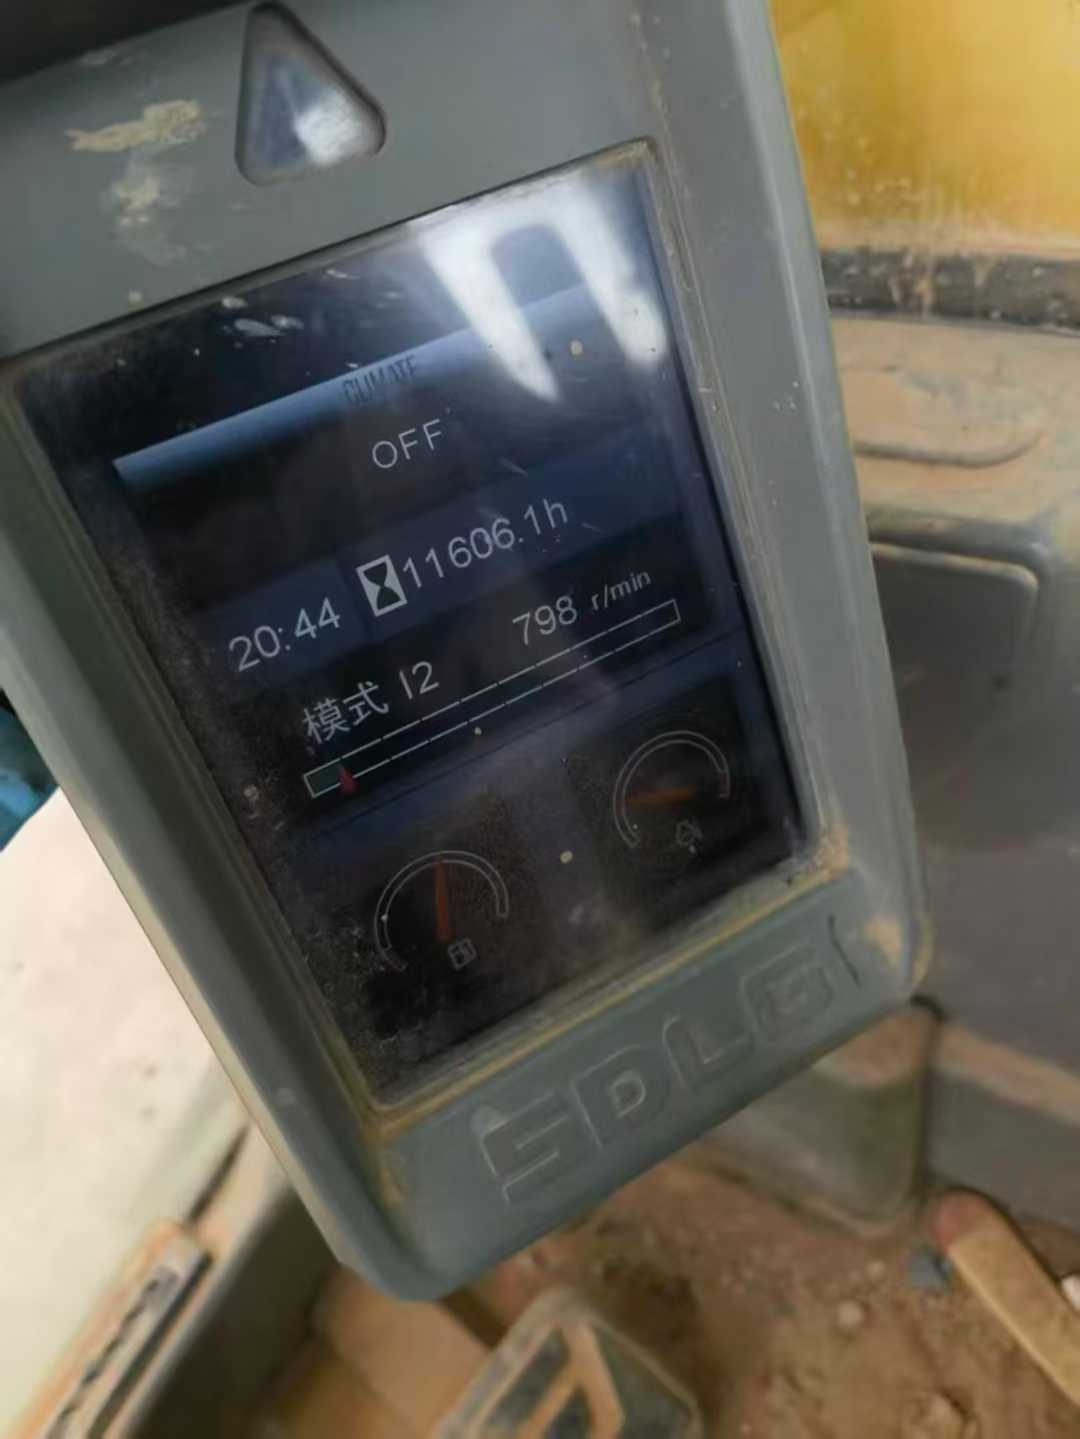 CLIMATE
OFF
20:44 11606.1h
模式 I2 798 r/min
SDLG